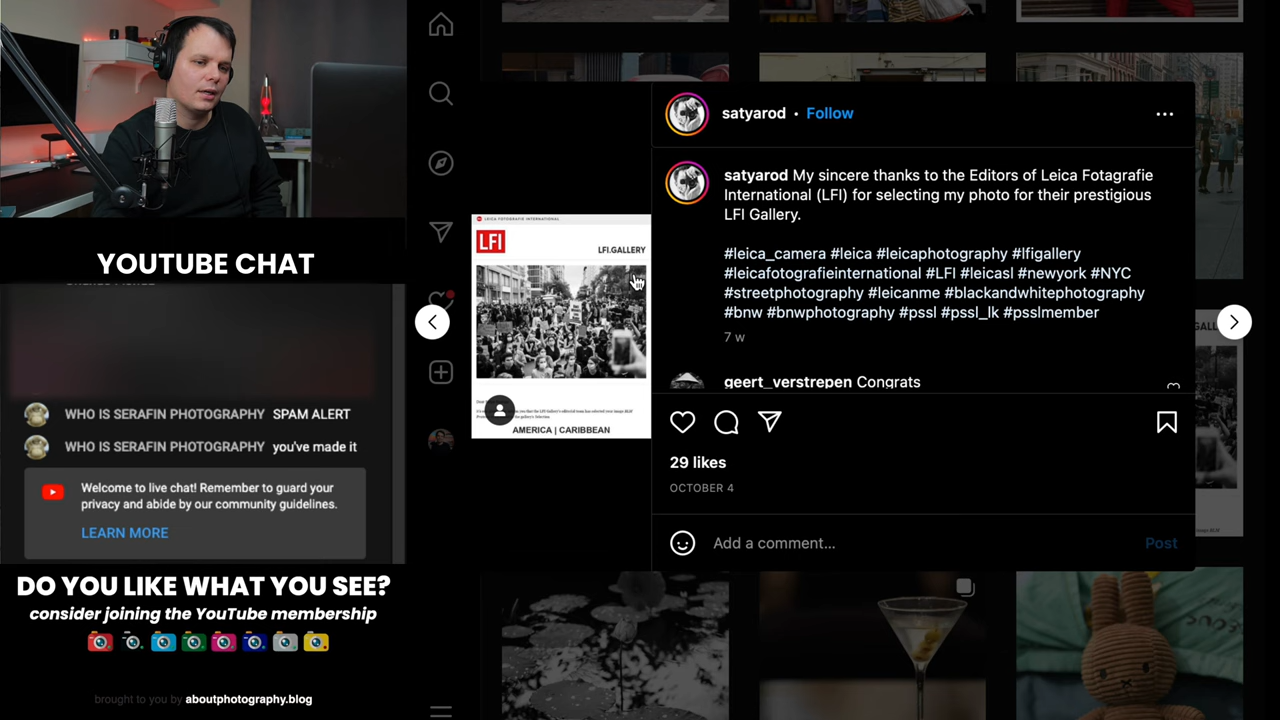 YOUTUBE CHAT
WHO IS SERAFIN PHOTOGRAPHY SPAM ALERT
WHO IS SERAFIN PHOTOGRAPHY you've made it
Welcome to live chat! Remember to guard your
privacy and abide by our community guidelines.
LEARN MORE
DO YOU LIKE WHAT YOU SEE?
consider joining the YouTube membership
brought to you by aboutphotography.blog
LEICA FOTOGRAFIE INTERNATIONAL
LFI
LFI.GALLERY
AMERICA | CARIBBEAN
satyarod • Follow
satyarod My sincere thanks to the Editors of Leica Fotagrafie
International (LFI) for selecting my photo for their prestigious
LFI Gallery.
#leica_camera #leica #leicaphotography #lfigallery
#leicafotografieinternational #LFI #leicasl #newyork #NYC
#streetphotography #leicanme #blackandwhitephotography
#bnw #bnwphotography #pssl #pssl_lk #psslmember
7 w
geert_verstrepen Congrats
29 likes
OCTOBER 4
Add a comment...
Post